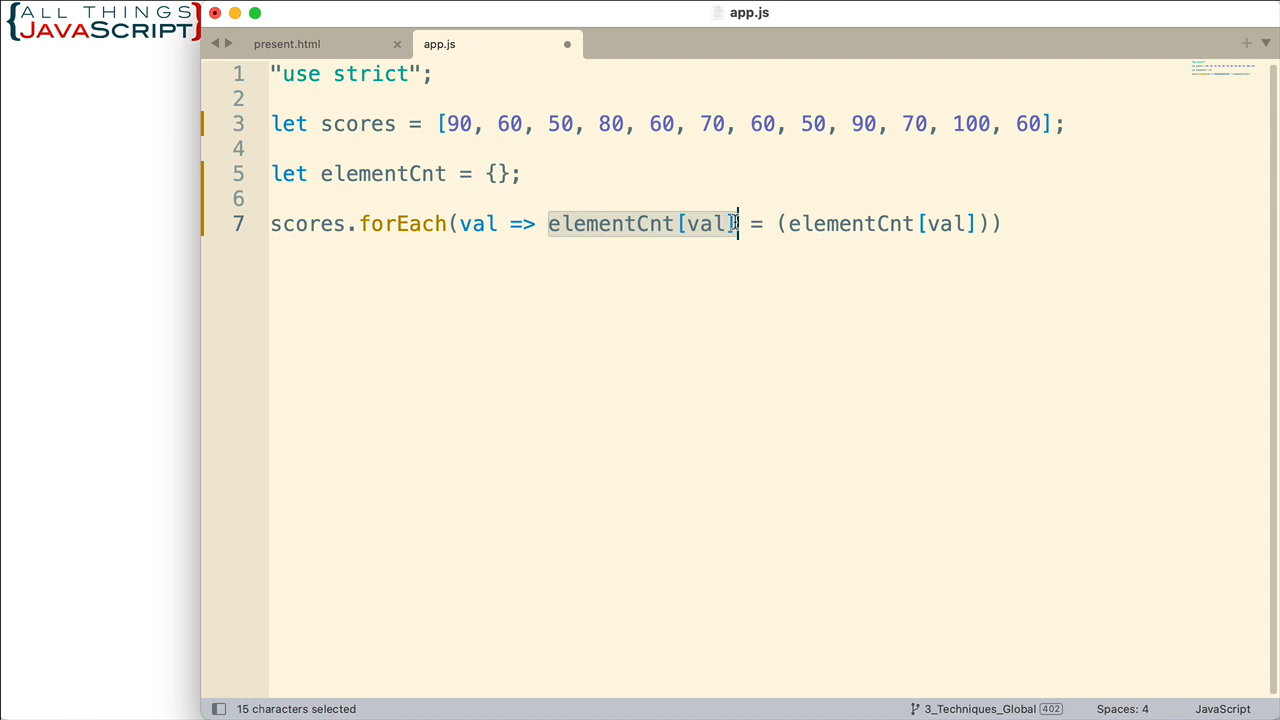 {ALL THINGS
JAVASCRIPT}
app.js
present.html
app.js
1 "use strict";
2
3 let scores = [90, 60, 50, 80, 60, 70, 60, 50, 90, 70, 100, 60];
4
5 let elementCnt = {};
6
7 scores.forEach(val => elementCnt[val] = (elementCnt[val]))
15 characters selected
3_Techniques_Global 402
Spaces: 4
JavaScript